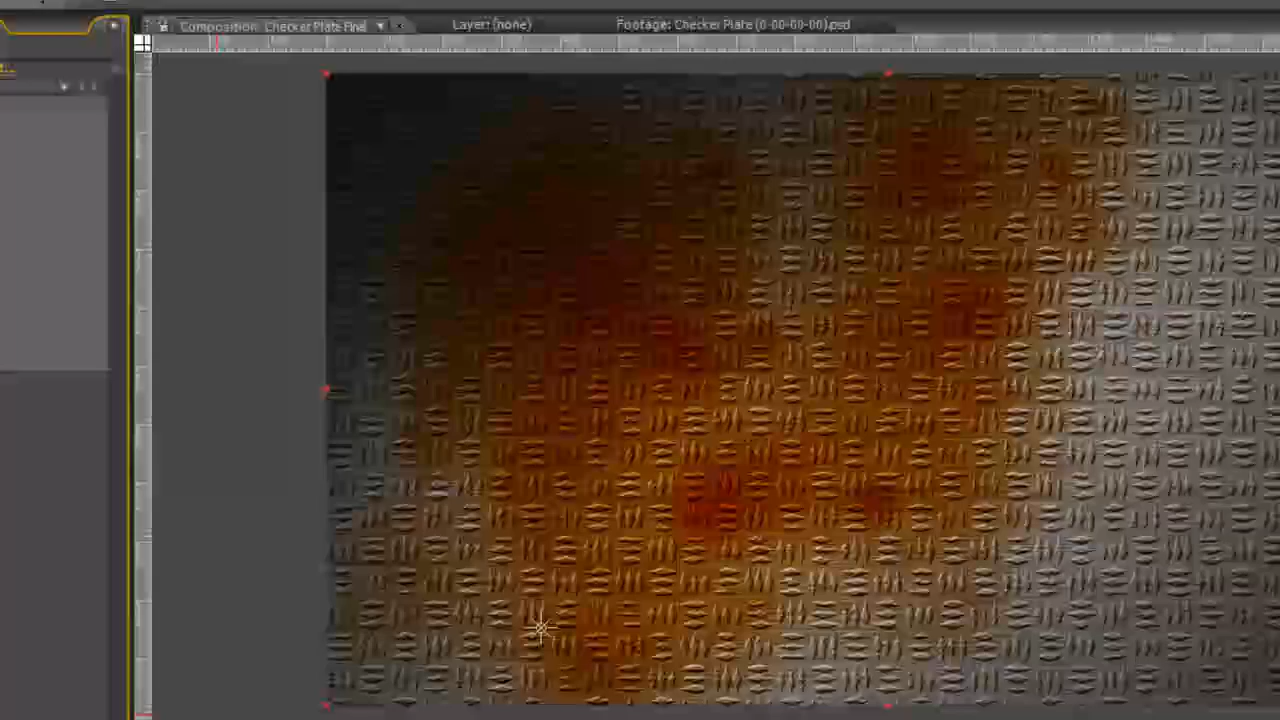 Composition: Checker Plate Final
Layer: (none)
Footage: Checker Plate (0-00-00-00).psd